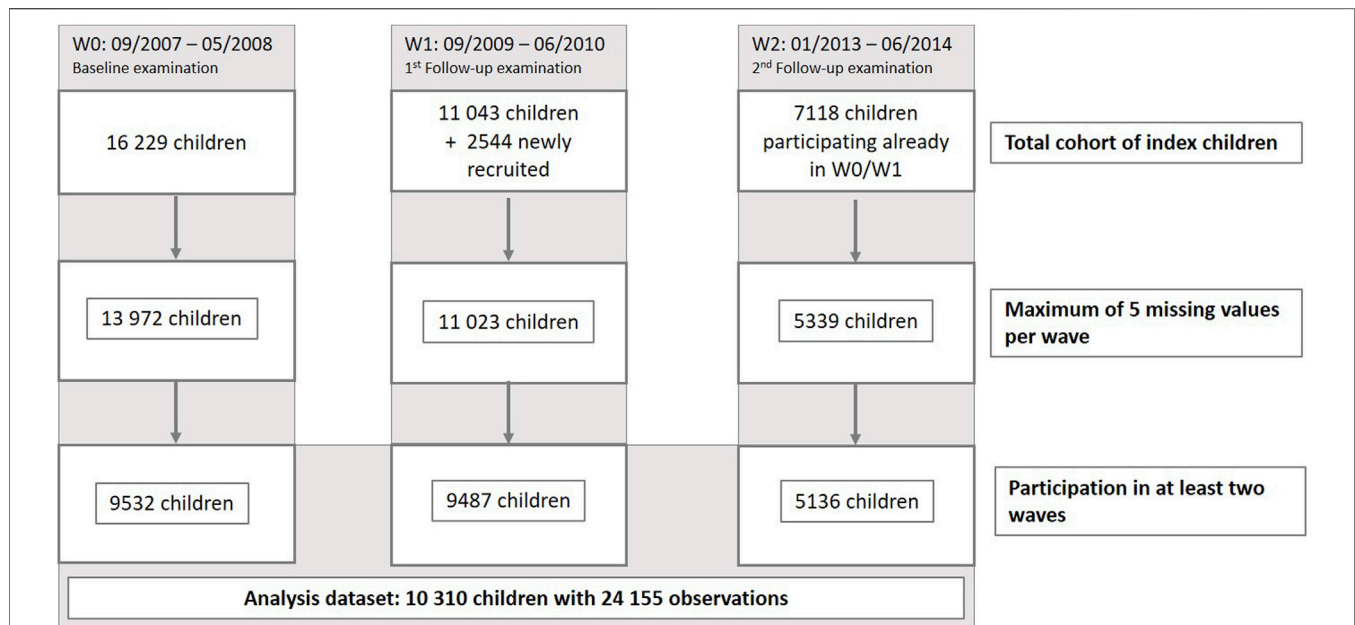 W0: 09/2007 – 05/2008
Baseline examination
W1: 09/2009 – 06/2010
1st Follow-up examination
W2: 01/2013 – 06/2014
2nd Follow-up examination
16 229 children
11 043 children
+ 2544 newly
recruited
7118 children
participating already
in W0/W1
Total cohort of index children
13 972 children
11 023 children
5339 children
Maximum of 5 missing values
per wave
9532 children
9487 children
5136 children
Participation in at least two
waves
Analysis dataset: 10 310 children with 24 155 observations